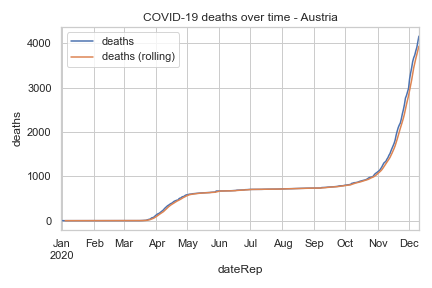 COVID-19 deaths over time - Austria
deaths
deaths (rolling)
4000
3000
2000
1000
0
deaths
Jan Feb Mar Apr May Jun Jul Aug Sep Oct Nov Dec
2020
dateRep